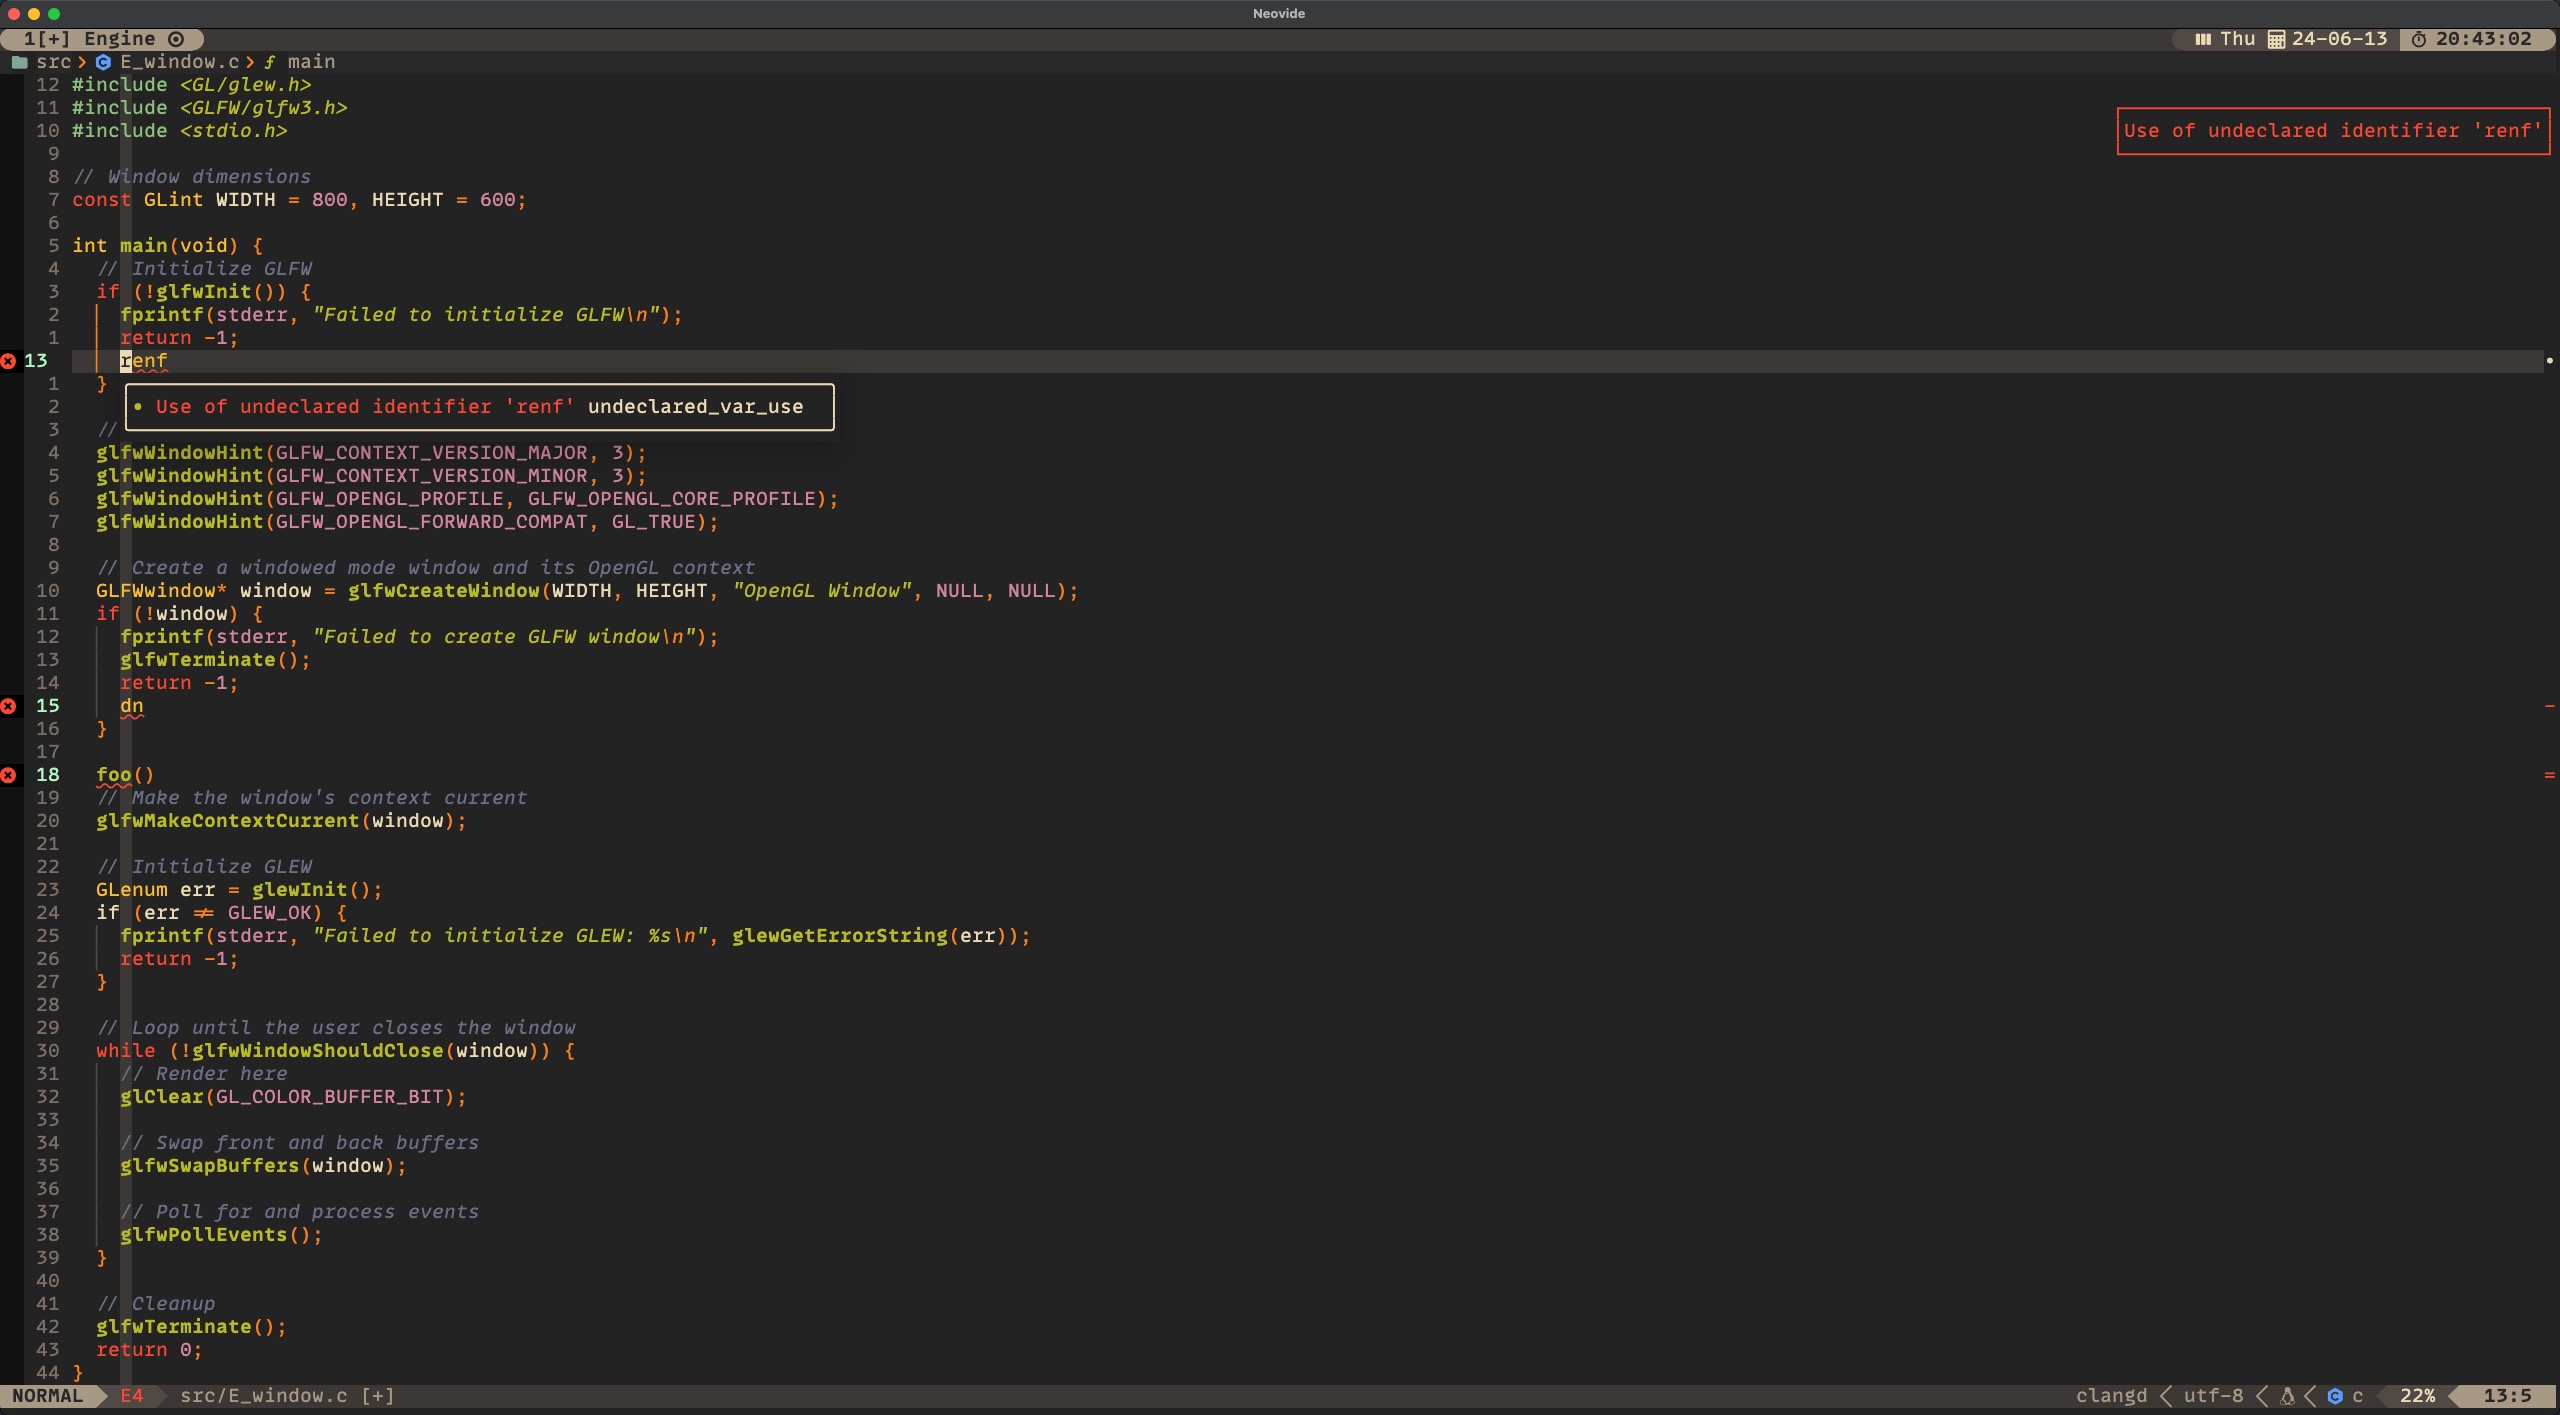 Neovide
1[+] Engine
Thu 24-06-13 20:43:02
src E_window.c ƒ main
12 #include <GL/glew.h>
11 #include <GLFW/glfw3.h>
10 #include <stdio.h>
Use of undeclared identifier 'renf'
9
8 // Window dimensions
7 const GLint WIDTH = 800, HEIGHT = 600;
6
5 int main(void) {
4 // Initialize GLFW
3 if (!glfwInit()) {
2 fprintf(stderr, "Failed to initialize GLFW\n");
1 return -1;
13 renf
1 }
2 • Use of undeclared identifier 'renf' undeclared_var_use
3 //
4 glfwWindowHint(GLFW_CONTEXT_VERSION_MAJOR, 3);
5 glfwWindowHint(GLFW_CONTEXT_VERSION_MINOR, 3);
6 glfwWindowHint(GLFW_OPENGL_PROFILE, GLFW_OPENGL_CORE_PROFILE);
7 glfwWindowHint(GLFW_OPENGL_FORWARD_COMPAT, GL_TRUE);
8
9 // Create a windowed mode window and its OpenGL context
10 GLFWwindow* window = glfwCreateWindow(WIDTH, HEIGHT, "OpenGL Window", NULL, NULL);
11 if (!window) {
12 fprintf(stderr, "Failed to create GLFW window\n");
13 glfwTerminate();
14 return -1;
15 dn
16 }
17
18 foo()
19 // Make the window's context current
20 glfwMakeContextCurrent(window);
21
22 // Initialize GLEW
23 GLenum err = glewInit();
24 if (err ≠ GLEW_OK) {
25 fprintf(stderr, "Failed to initialize GLEW: %s\n", glewGetErrorString(err));
26 return -1;
27 }
28
29 // Loop until the user closes the window
30 while (!glfwWindowShouldClose(window)) {
31 // Render here
32 glClear(GL_COLOR_BUFFER_BIT);
33
34 // Swap front and back buffers
35 glfwSwapBuffers(window);
36
37 // Poll for and process events
38 glfwPollEvents();
39 }
40
41 // Cleanup
42 glfwTerminate();
43 return 0;
44 }
NORMAL E4 src/E_window.c [+] clangd utf-8 c 22% 13:5